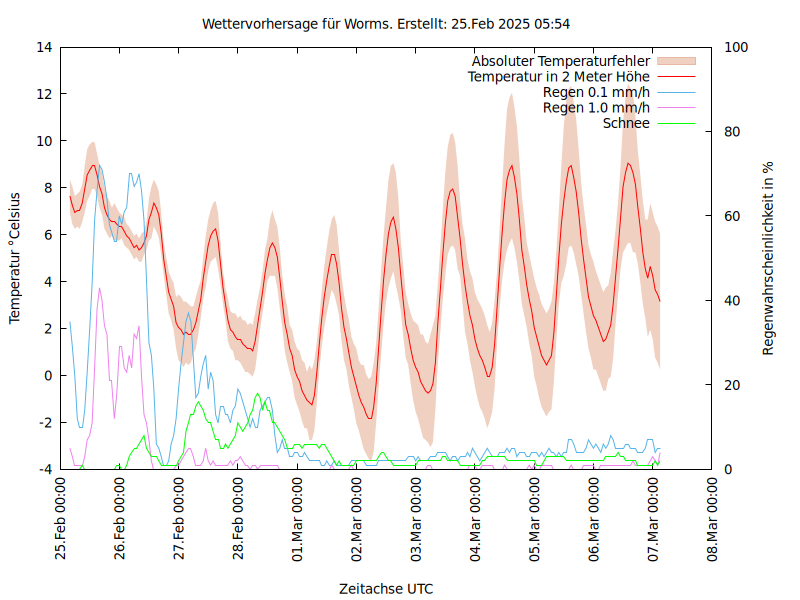 Wettervorhersage für Worms. Erstellt: 25.Feb 2025 05:54
Absoluter Temperaturfehler
Temperatur in 2 Meter Höhe
Regen 0.1 mm/h
Regen 1.0 mm/h
Schnee
Temperatur °Celsius
14
12
10
8
6
4
2
0
-2
-4
Regenwahrscheinlichkeit in %
100
80
60
40
20
0
25.Feb 00:00
26.Feb 00:00
27.Feb 00:00
28.Feb 00:00
01.Mar 00:00
02.Mar 00:00
03.Mar 00:00
04.Mar 00:00
05.Mar 00:00
06.Mar 00:00
07.Mar 00:00
08.Mar 00:00
Zeitachse UTC